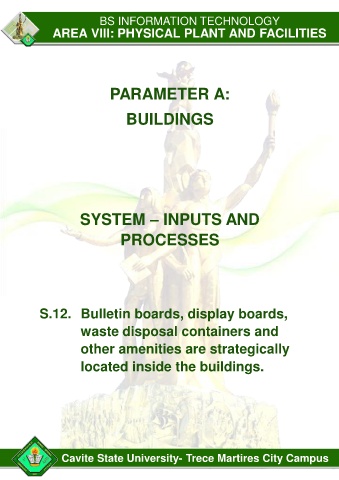 BS INFORMATION TECHNOLOGY
AREA VIII: PHYSICAL PLANT AND FACILITIES
PARAMETER A:
BUILDINGS
SYSTEM – INPUTS AND
PROCESSES
S.12. Bulletin boards, display boards,
waste disposal containers and
other amenities are strategically
located inside the buildings.
Cavite State University- Trece Martires City Campus